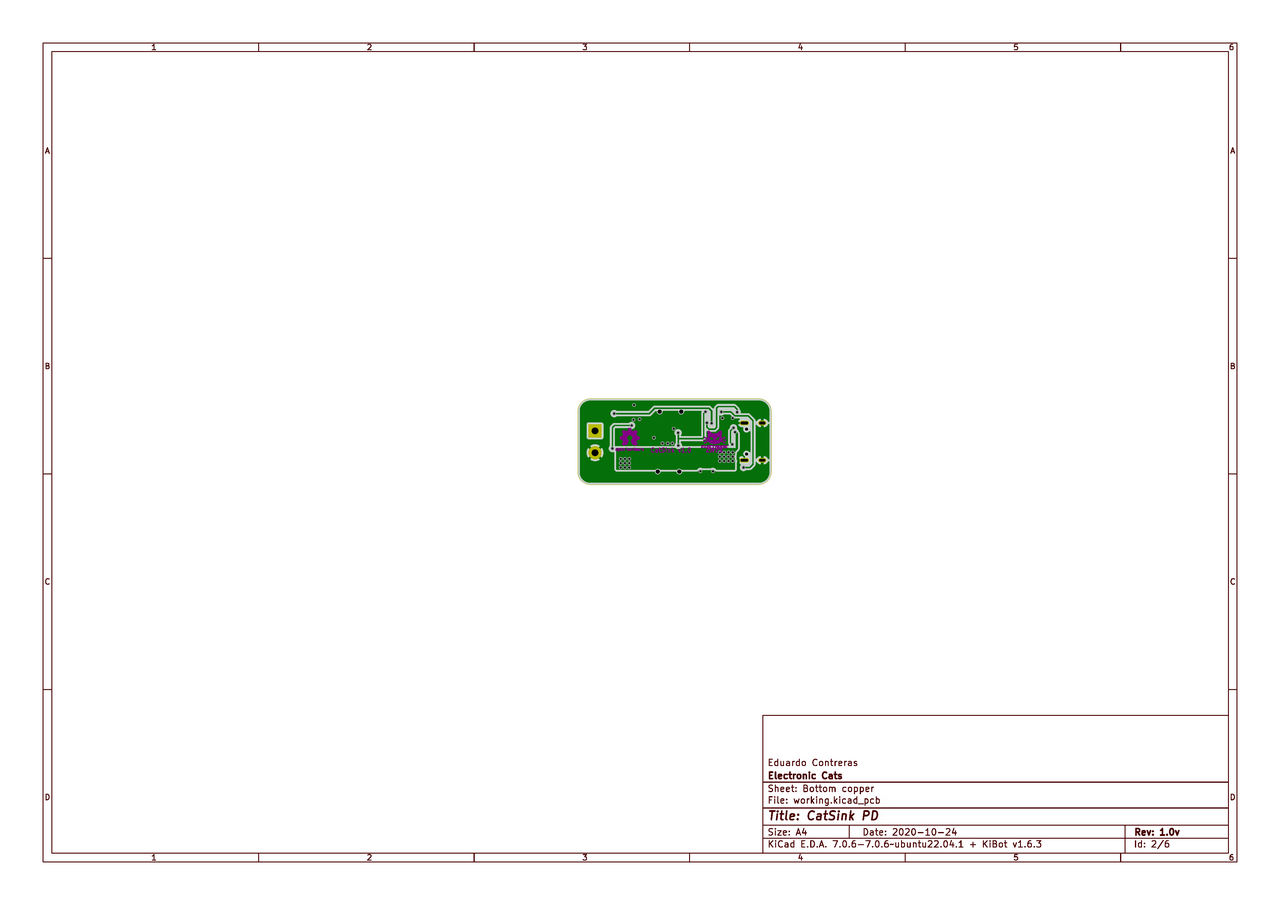 1 2 3 4 5 6
A A
B B
C C
D D
Eduardo Contreras
Electronic Cats
Sheet: Bottom copper
File: working.kicad_pcb
Title: CatSink PD
Size: A4 Date: 2020-10-24 Rev: 1.0v
KiCad E.D.A. 7.0.6-7.0.6~ubuntu22.04.1 + KiBot v1.6.3 Id: 2/6
1 2 3 4 5 6